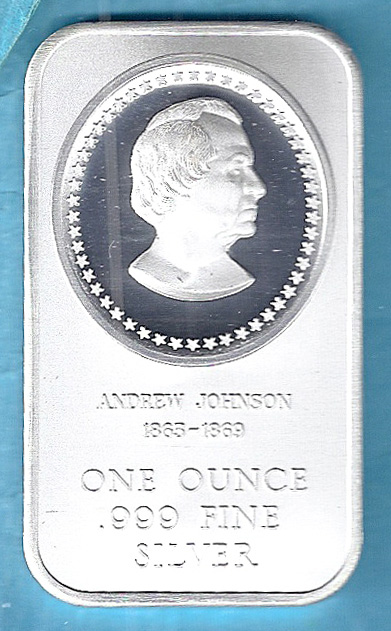 ANDREW JOHNSON
1865-1869
ONE OUNCE
.999 FINE
SILVER